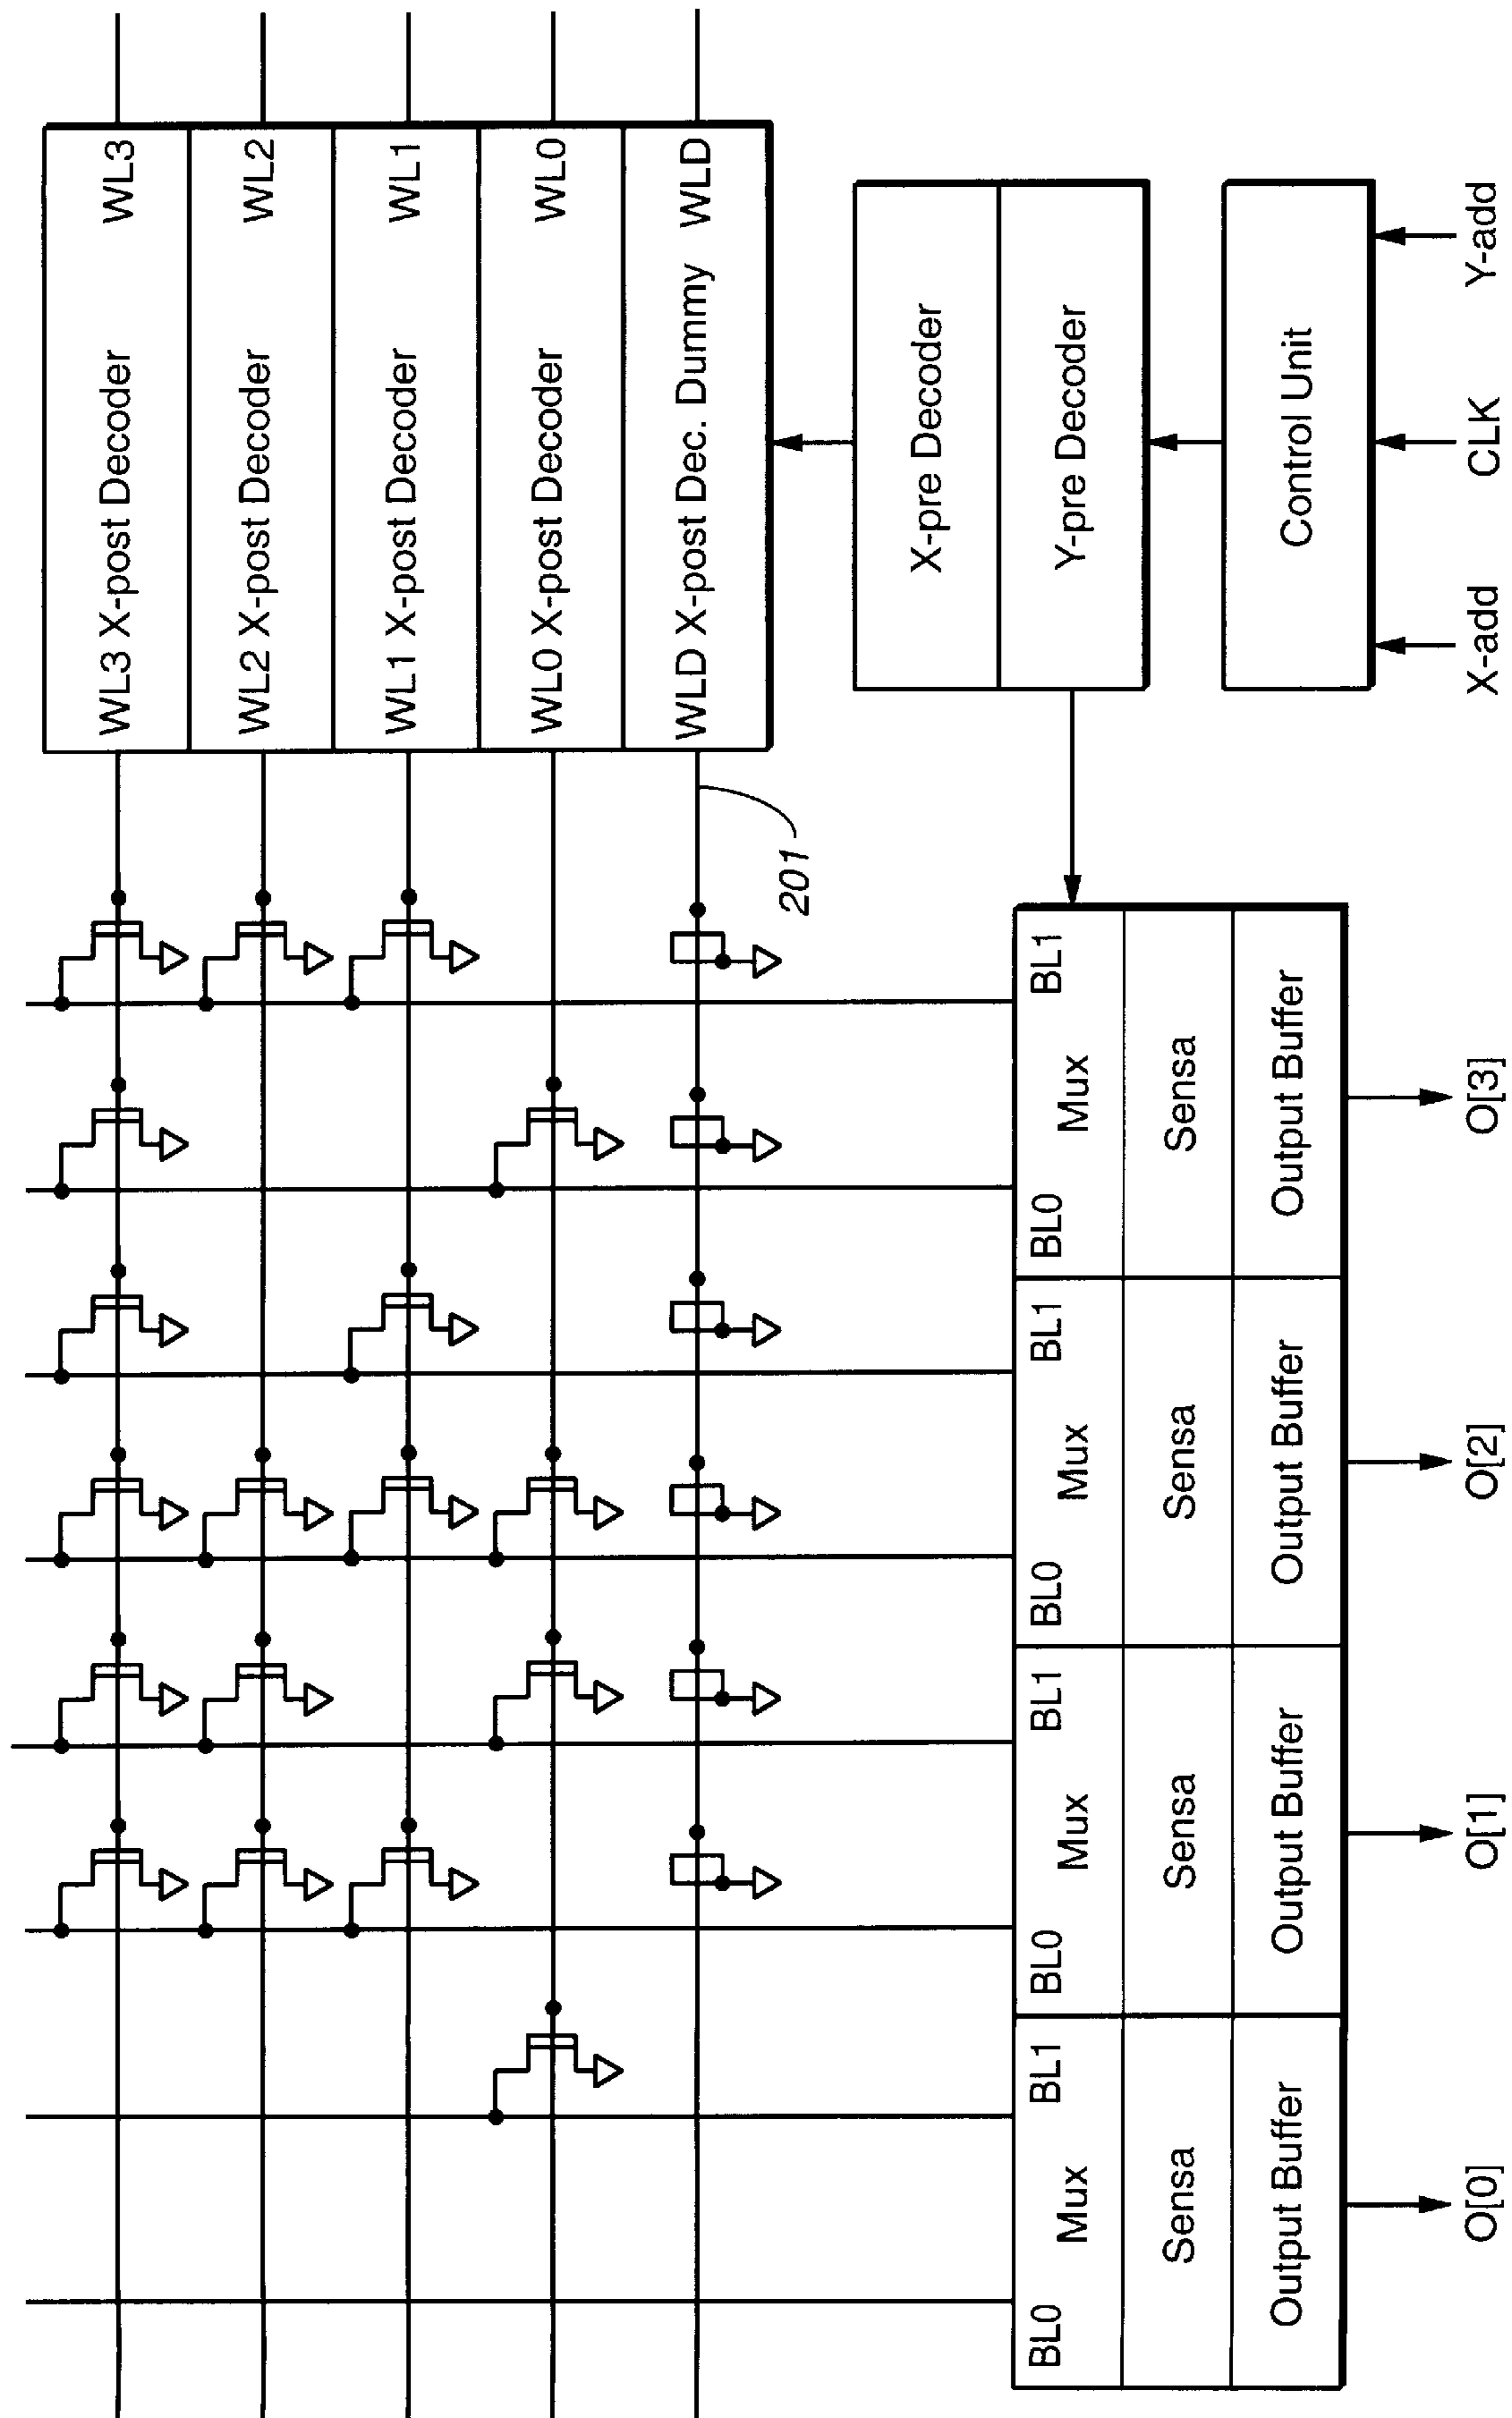 WL3 X-post Decoder WL3
WL2 X-post Decoder WL2
WL1 X-post Decoder WL1
WL0 X-post Decoder WL0
WLD X-post Dec. Dummy WLD
201
X-pre Decoder
Y-pre Decoder
Control Unit
X-add CLK Y-add
BL0 Mux BL1 BL0 Mux BL1 BL0 Mux BL1 BL0 Mux BL1
Sensa Sensa Sensa Sensa
Output Buffer Output Buffer Output Buffer Output Buffer
O[0] O[1] O[2] O[3]